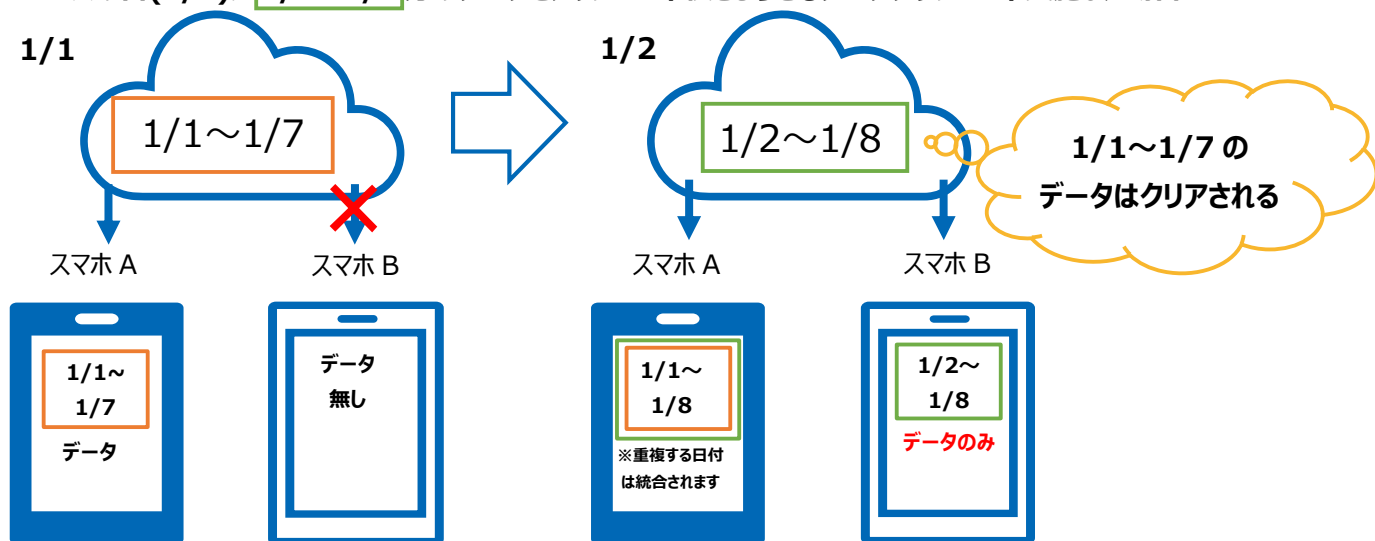 1/1
1/1～1/7
スマホ A
スマホ B
1/1~
1/7
データ
データ
無し
1/2
1/2～1/8
1/1～1/7 の
データはクリアされる
スマホ A
スマホ B
1/1～
1/8
※重複する日付
は統合されます
1/2～
1/8
データのみ